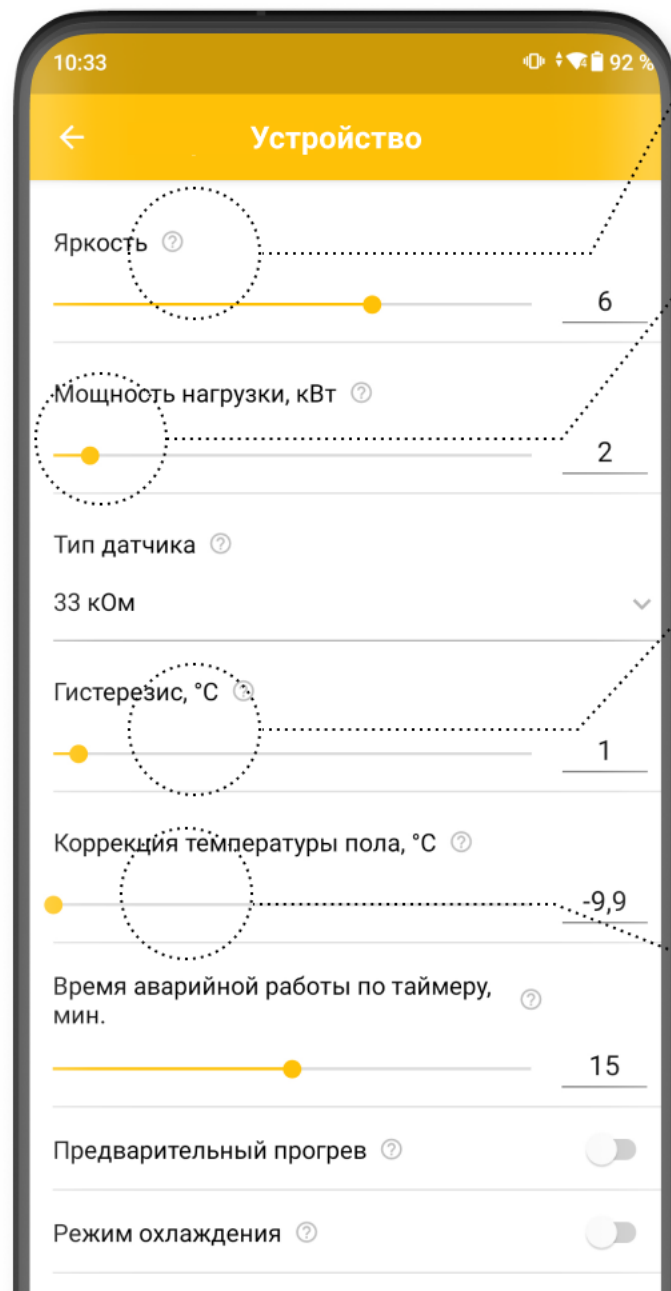 10:33 92 %
Устройство
Яркость
6
Мощность нагрузки, кВт
2
Тип датчика
33 кОм
Гистерезис, °C
1
Коррекция температуры пола, °C
-9,9
Время аварийной работы по таймеру,
мин.
15
Предварительный прогрев
Режим охлаждения